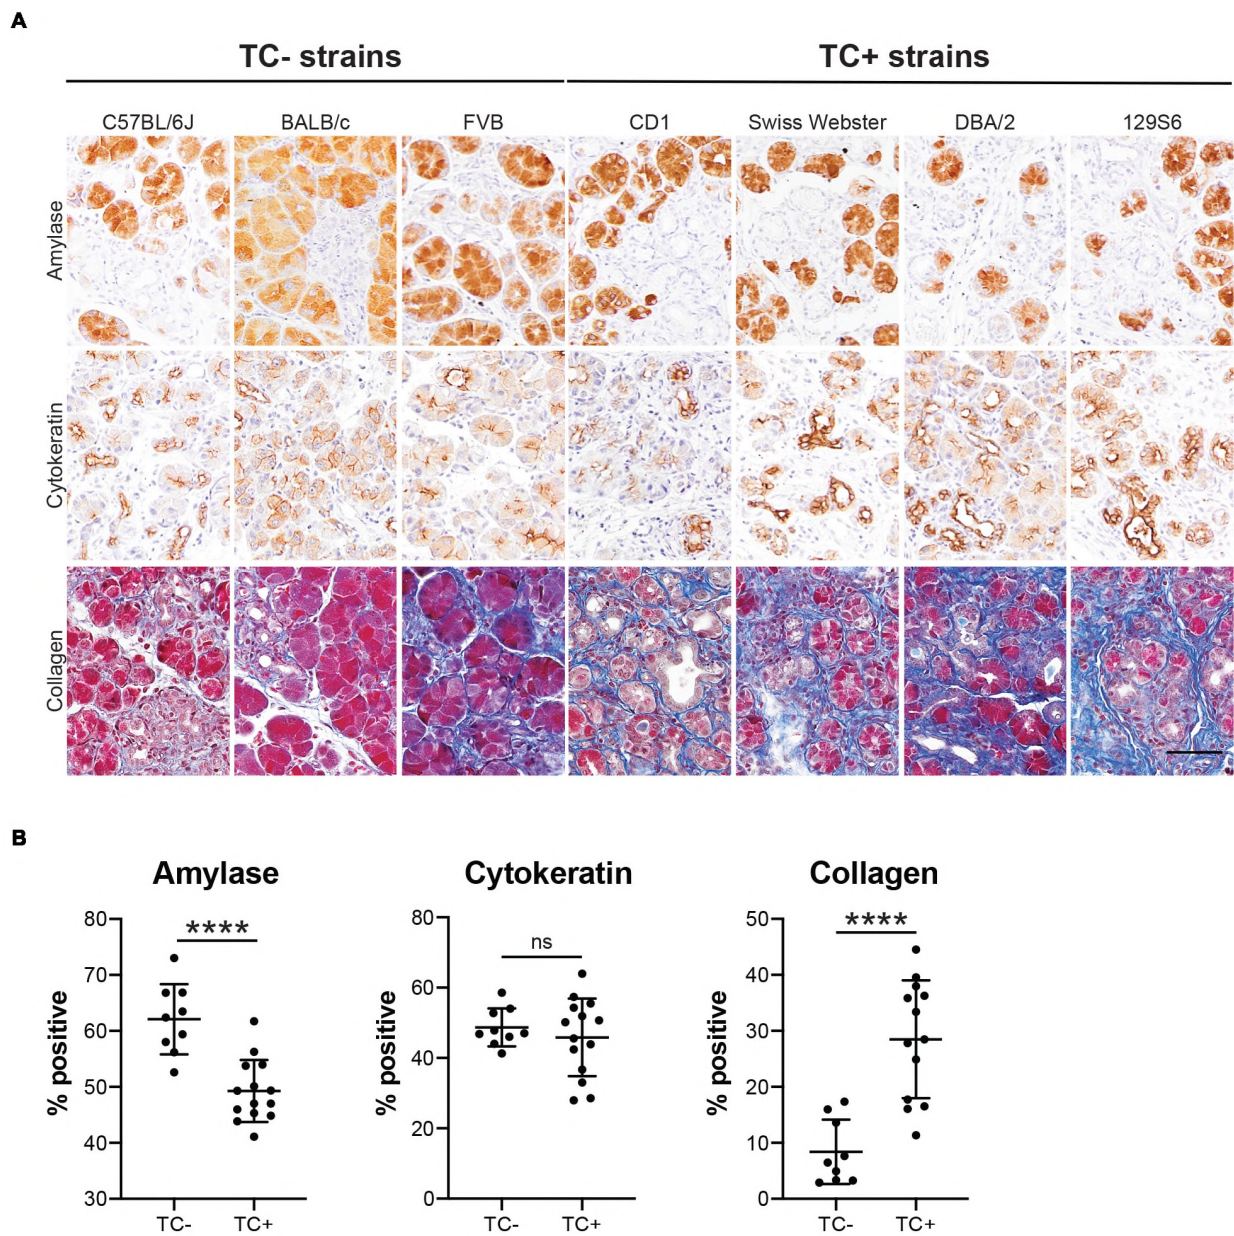 A
TC- strains
TC+ strains
C57BL/6J
BALB/c
FVB
CD1
Swiss Webster
DBA/2
129S6
Amylase
Cytokeratin
Collagen
B
Amylase
Cytokeratin
Collagen
% positive
80
70
60
50
40
30
****
TC-
TC+
% positive
80
60
40
20
0
ns
TC-
TC+
% positive
50
40
30
20
10
0
****
TC-
TC+